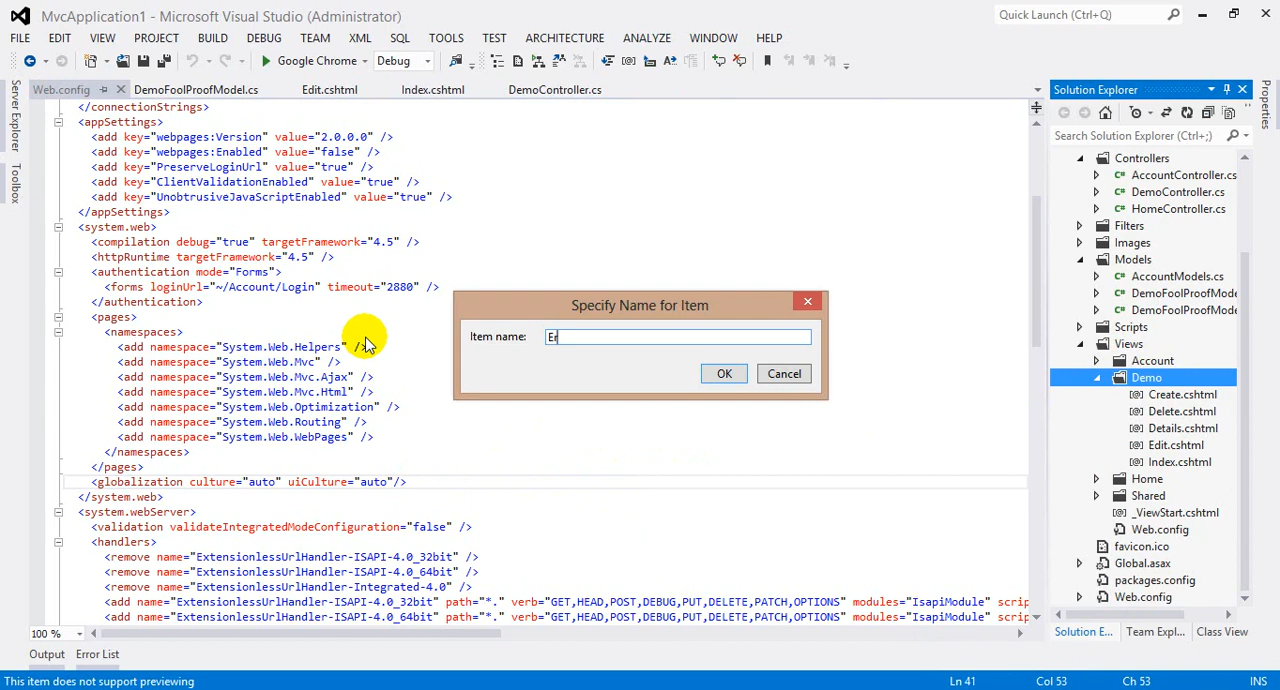 MvcApplication1 - Microsoft Visual Studio (Administrator)
Quick Launch (Ctrl+Q)
FILE EDIT VIEW PROJECT BUILD DEBUG TEAM XML SQL TOOLS TEST ARCHITECTURE ANALYZE WINDOW HELP
Google Chrome Debug
Server Explorer
Toolbox
Web.config DemoFoolProofModel.cs Edit.cshtml Index.cshtml DemoController.cs
</connectionStrings>
<appSettings>
<add key="webpages:Version" value="2.0.0.0" />
<add key="webpages:Enabled" value="false" />
<add key="PreserveLoginUrl" value="true" />
<add key="ClientValidationEnabled" value="true" />
<add key="UnobtrusiveJavaScriptEnabled" value="true" />
</appSettings>
<system.web>
<compilation debug="true" targetFramework="4.5" />
<httpRuntime targetFramework="4.5" />
<authentication mode="Forms">
<forms loginUrl="~/Account/Login" timeout="2880" />
</authentication>
<pages>
<namespaces>
<add namespace="System.Web.Helpers" />
<add namespace="System.Web.Mvc" />
<add namespace="System.Web.Mvc.Ajax" />
<add namespace="System.Web.Mvc.Html" />
<add namespace="System.Web.Optimization" />
<add namespace="System.Web.Routing" />
<add namespace="System.Web.WebPages" />
</namespaces>
</pages>
<globalization culture="auto" uiCulture="auto"/>
</system.web>
<system.webServer>
<validation validateIntegratedModeConfiguration="false" />
<handlers>
<remove name="ExtensionlessUrlHandler-ISAPI-4.0_32bit" />
<remove name="ExtensionlessUrlHandler-ISAPI-4.0_64bit" />
<remove name="ExtensionlessUrlHandler-Integrated-4.0" />
<add name="ExtensionlessUrlHandler-ISAPI-4.0_32bit" path="*." verb="GET,HEAD,POST,DEBUG,PUT,DELETE,PATCH,OPTIONS" modules="IsapiModule" scrip
<add name="ExtensionlessUrlHandler-ISAPI-4.0_64bit" path="*." verb="GET,HEAD,POST,DEBUG,PUT,DELETE,PATCH,OPTIONS" modules="IsapiModule" scrip
Specify Name for Item
Item name: Er
OK Cancel
Solution Explorer
Search Solution Explorer (Ctrl+;)
Controllers
AccountController.cs
DemoController.cs
HomeController.cs
Filters
Images
Models
AccountModels.cs
DemoFoolProofMode
DemoFoolProofMode
Scripts
Views
Account
Demo
Create.cshtml
Delete.cshtml
Details.cshtml
Edit.cshtml
Index.cshtml
Home
Shared
_ViewStart.cshtml
Web.config
favicon.ico
Global.asax
packages.config
Web.config
Solution E... Team Expl... Class View
Properties
100 %
Output Error List
This item does not support previewing Ln 41 Col 53 Ch 53 INS